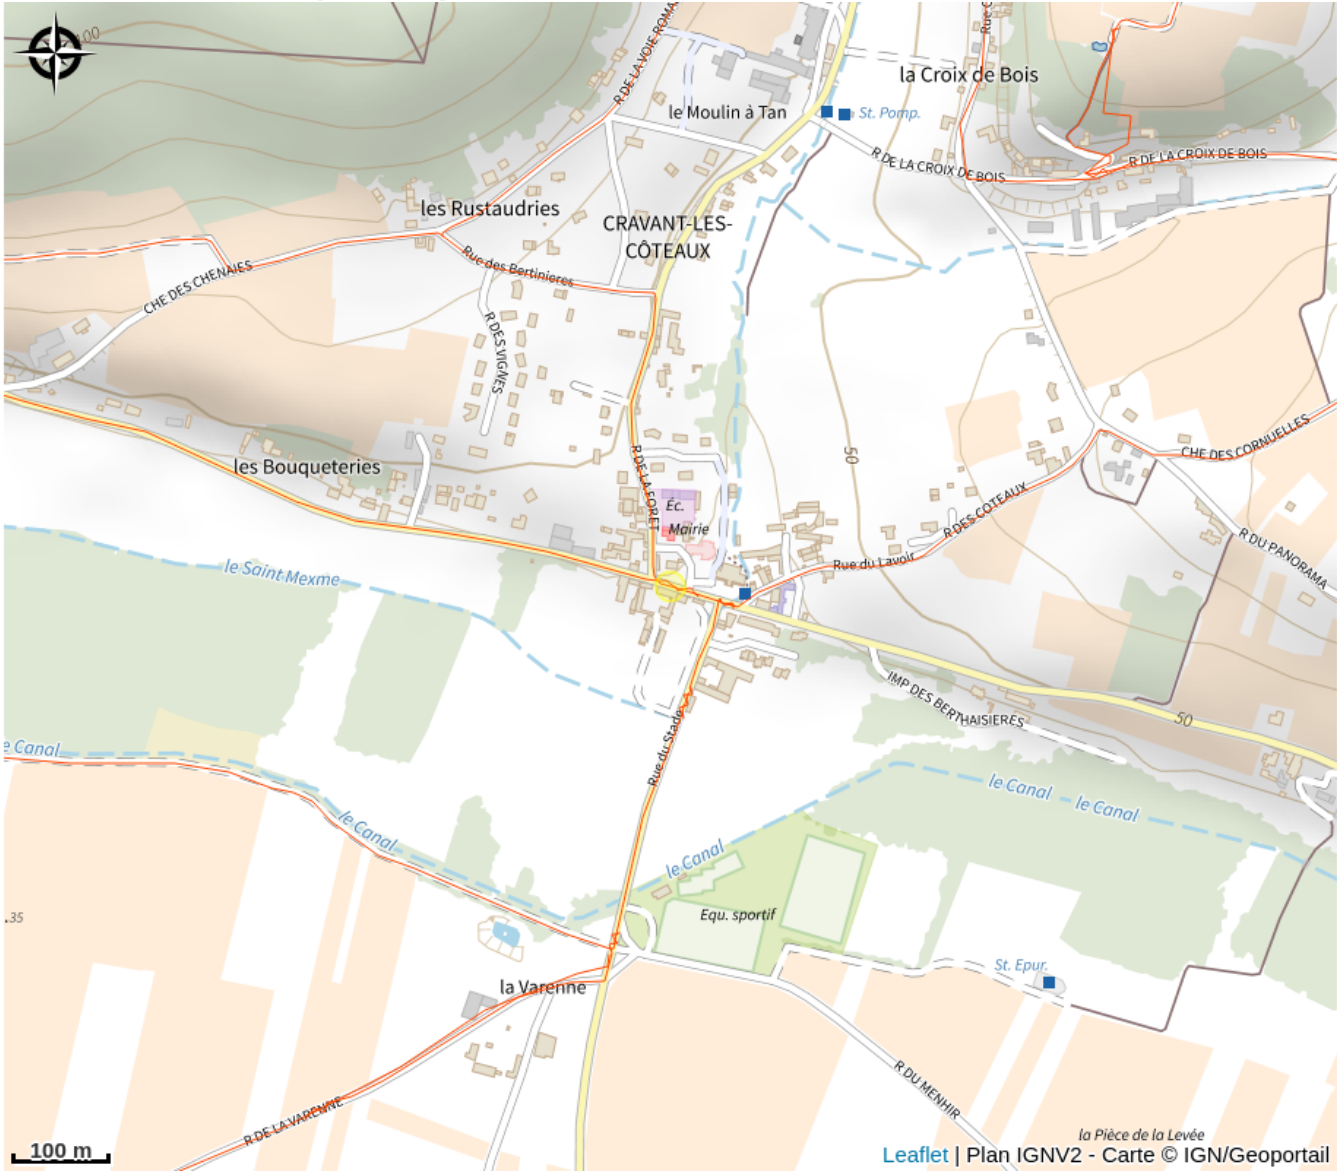 100
R DE LA VOIE ROMA
Rue C
la Croix de Bois
le Moulin à Tan
St. Pomp.
R DE LA CROIX DE BOIS
R DE LA CROIX DE BOIS
les Rustaudries
CRAVANT-LES-
CÔTEAUX
Rue des Bertinieres
CHE DES CHENAIES
R DES VIGNES
les Bouqueteries
R DE LA FORET
50
CHE DES CORNUELLES
Éc.
Mairie
R DES COTEAUX
R DU PANORAMA
Rue du Lavoir
le Saint Mexme
IMP DES BERTHAISIERES
50
Rue du Stade
e Canal
le Canal - le Canal
le Canal
le Canal
.35
Equ. sportif
St. Epur.
la Varenne
R DU MENHIR
R DE LA VARENNE
la Pièce de la Levée
100 m
Leaflet | Plan IGNV2 - Carte © IGN/Geoportail